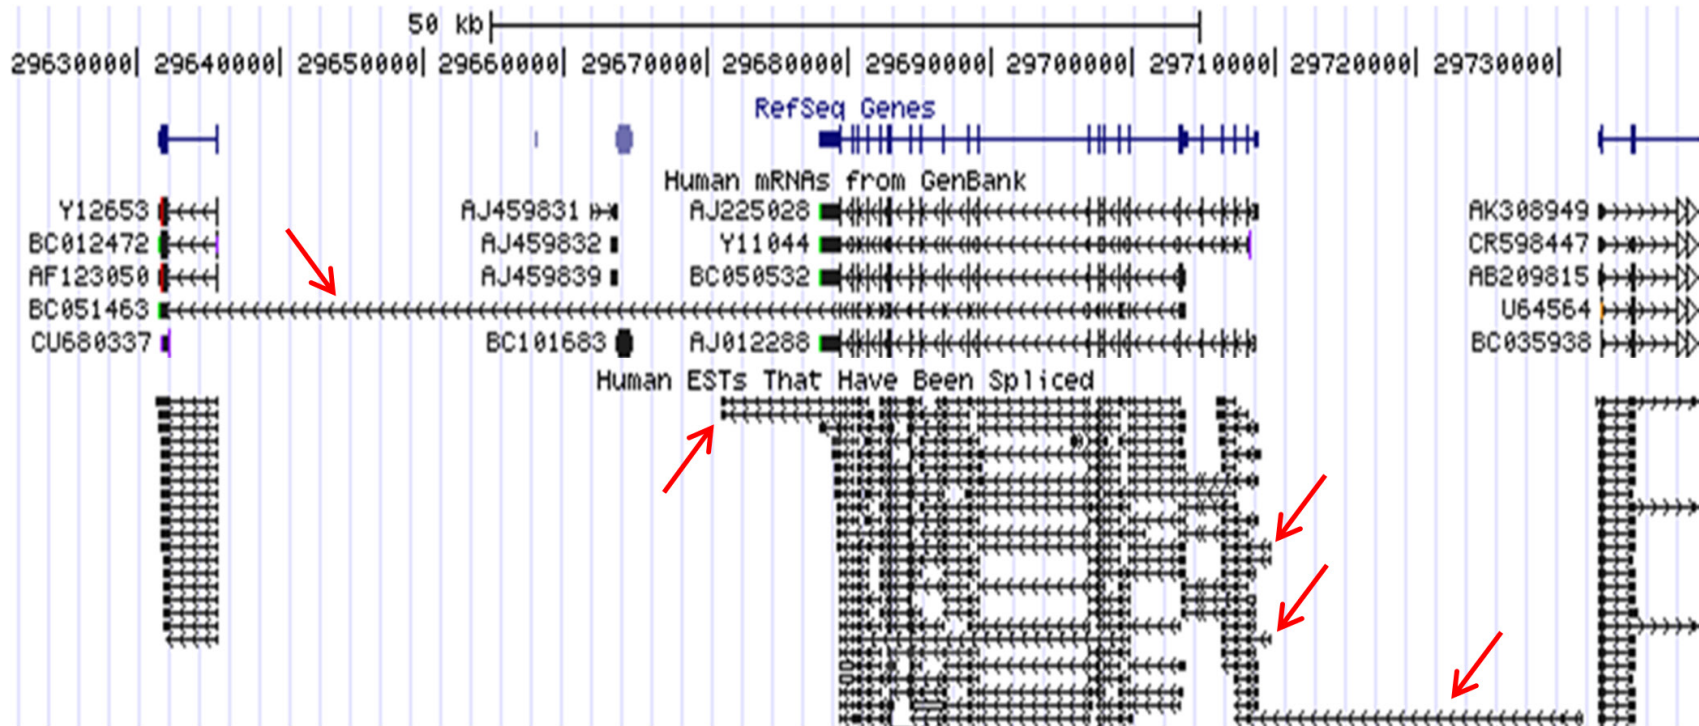 50 kb
29630000| 29640000| 29650000| 29660000| 29670000| 29680000| 29690000| 29700000| 29710000| 29720000| 29730000|
RefSeq Genes
Human mRNAs from GenBank
Y12653 AJ459831 AJ225028 AK308949
BC012472 AJ459832 Y11044 CR598447
AF123050 AJ459839 BC050532 AB209815
BC051463 U64564
CU680337 BC101683 AJ012288 BC035938
Human ESTs That Have Been Spliced